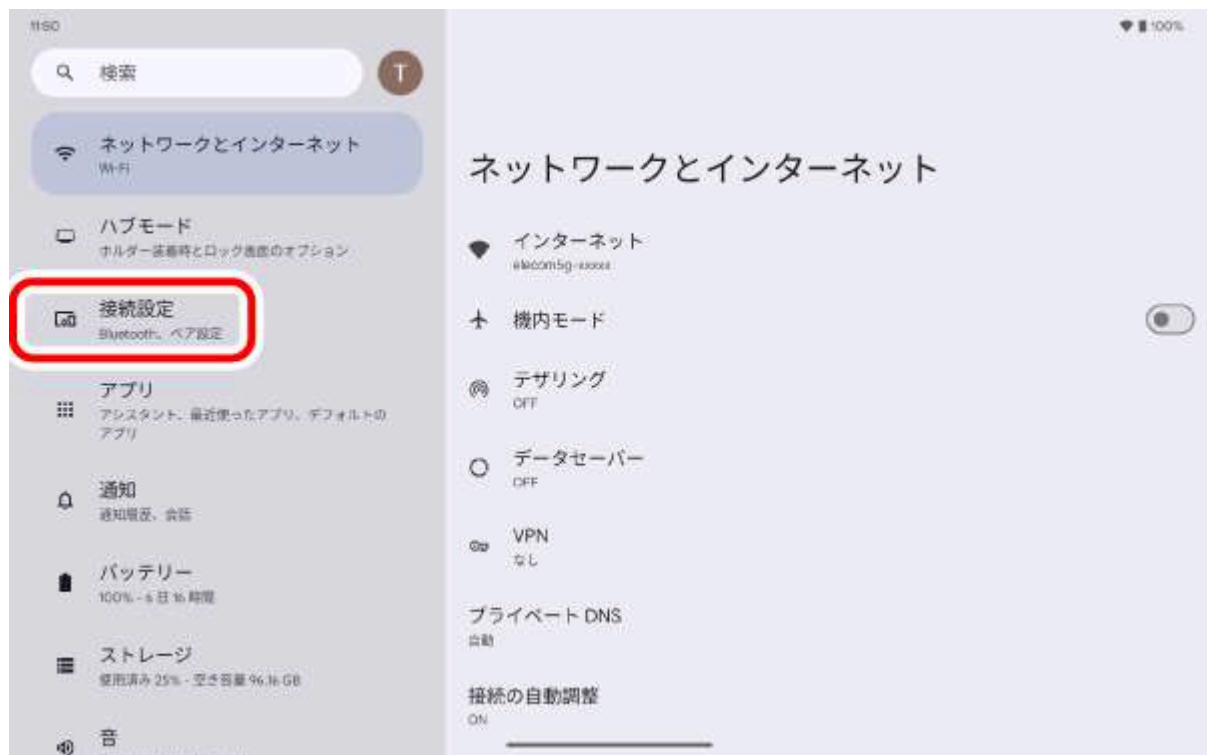 11:50
100%
検索
T
ネットワークとインターネット
Wi-Fi
ハブモード
ホルダー装着時とロック画面のオプション
接続設定
Bluetooth、ペア設定
アプリ
アシスタント、最近使ったアプリ、デフォルトの
アプリ
通知
通知履歴、会話
バッテリー
100% - 6 日 16 時間
ストレージ
使用済み 25% - 空き容量 96.16 GB
音
ネットワークとインターネット
インターネット
elecom5g-xxxxx
機内モード
テザリング
OFF
データセーバー
OFF
VPN
なし
プライベート DNS
自動
接続の自動調整
ON